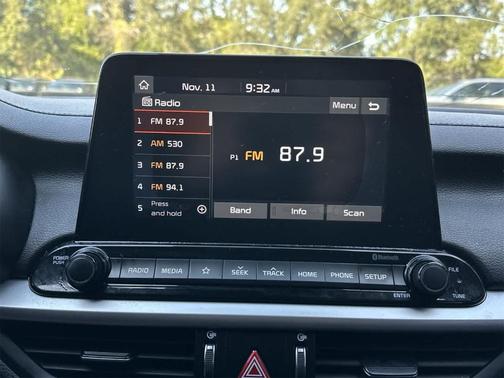 Nov. 11 9:32 AM
Radio Menu
1 FM 87.9
2 AM 530
3 FM 87.9
4 FM 94.1
5 Press and hold
P1 FM 87.9
Band Info Scan
POWER PUSH
RADIO MEDIA SEEK TRACK HOME PHONE SETUP
Bluetooth
FILE
TUNE
ENTER